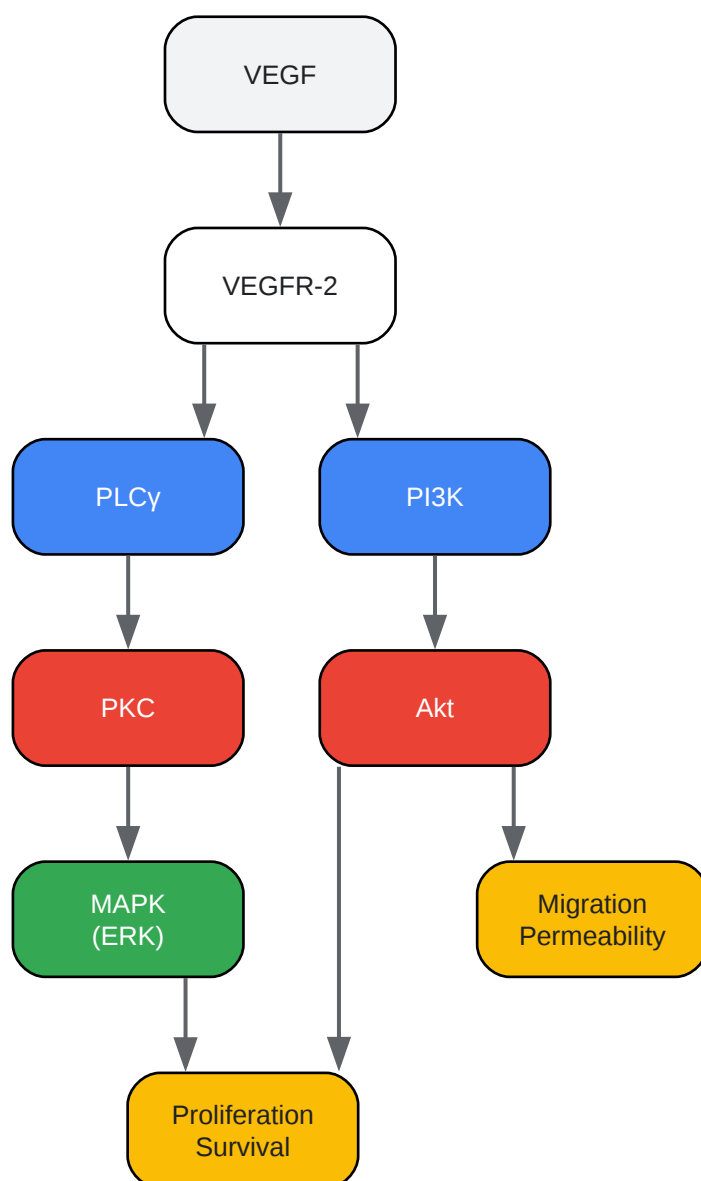 VEGF
VEGFR-2
PLCγ
PI3K
PKC
Akt
MAPK
(ERK)
Migration
Permeability
Proliferation
Survival